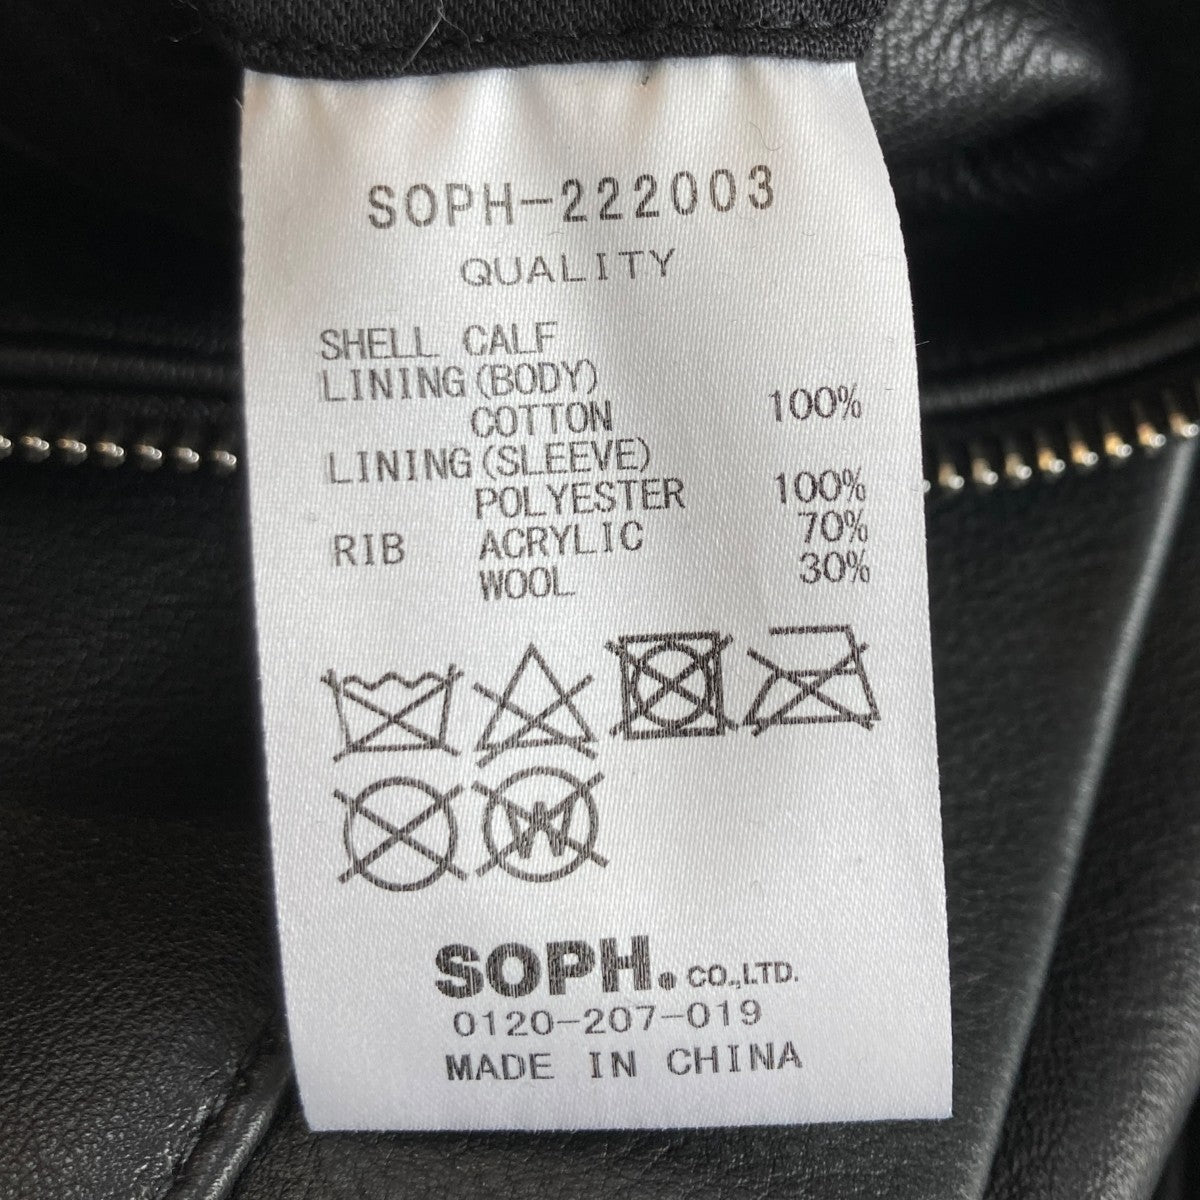 SOPH-222003
QUALITY
SHELL CALF
LINING(BODY)
COTTON 100%
LINING(SLEEVE)
POLYESTER 100%
RIB ACRYLIC 70%
WOOL 30%
W
SOPH. CO.,LTD.
0120-207-019
MADE IN CHINA